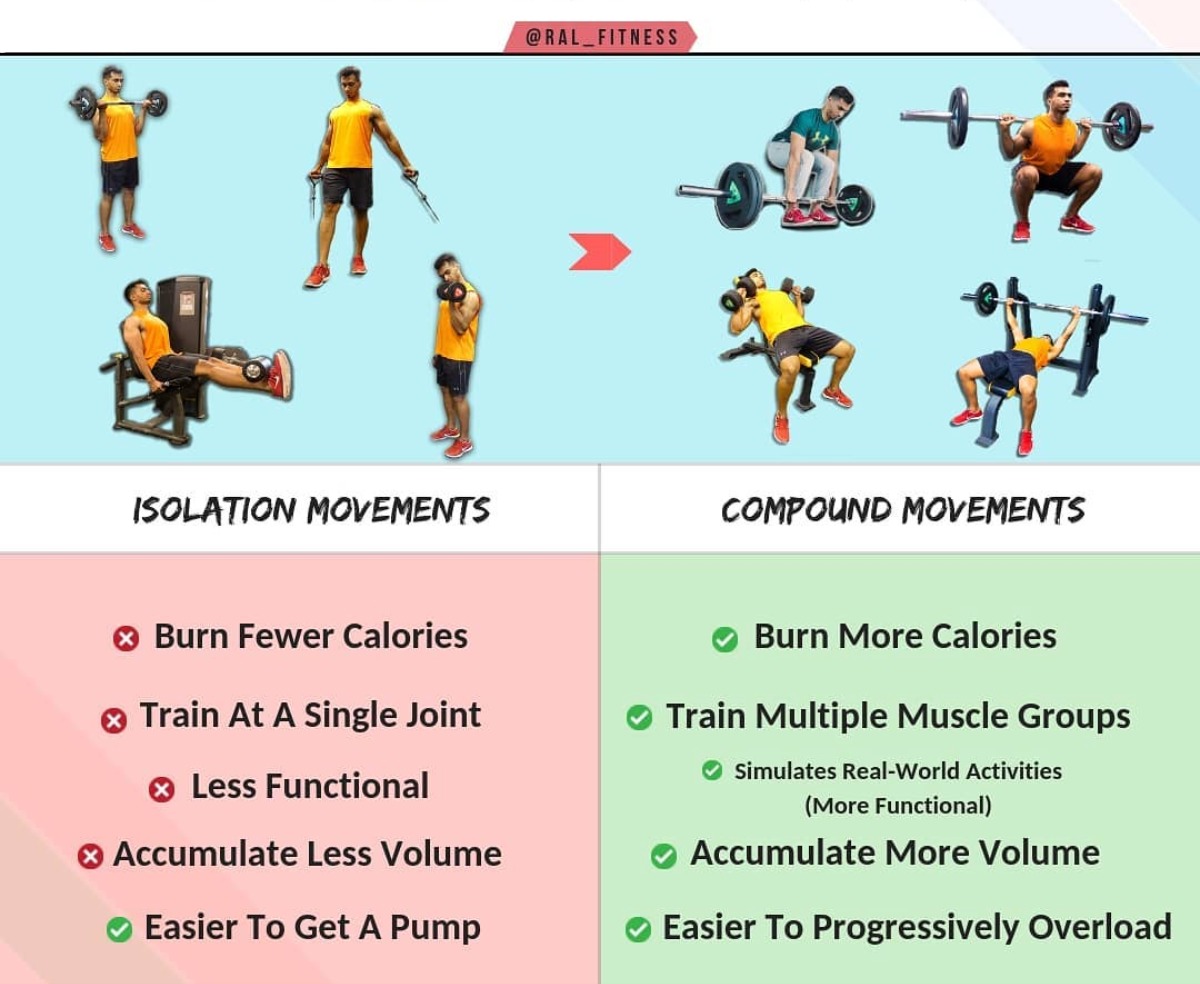 @RAL_FITNESS
ISOLATION MOVEMENTS
COMPOUND MOVEMENTS
Burn Fewer Calories
Train At A Single Joint
Less Functional
Accumulate Less Volume
Easier To Get A Pump
Burn More Calories
Train Multiple Muscle Groups
Simulates Real-World Activities
(More Functional)
Accumulate More Volume
Easier To Progressively Overload